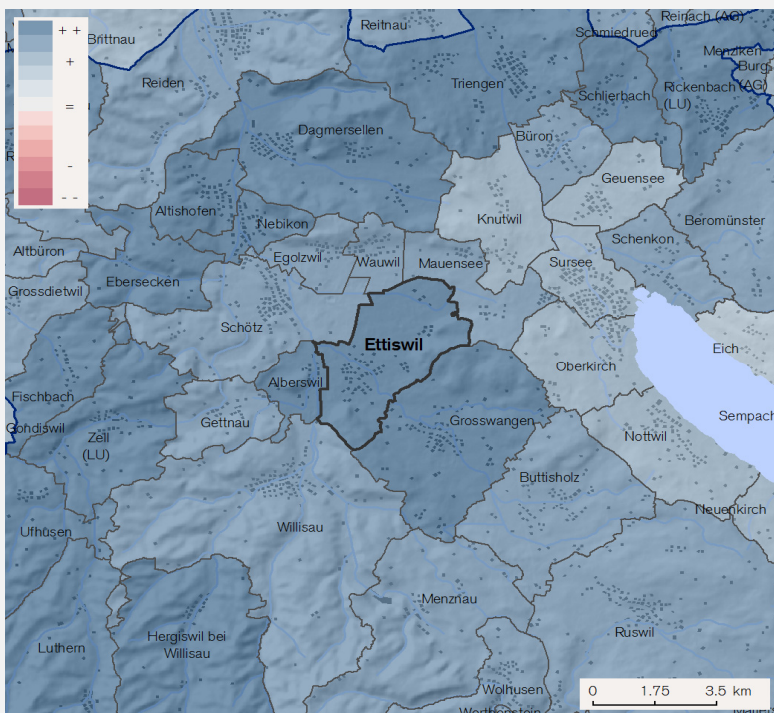 + +
+
=
-
- -
Brittnau
Reitnau
Reinach (AG)
Schmiedrued
Menziken
Burg
(AG)
Reiden
Triengen
Schlierbach
Rickenbach
(LU)
Dagmersellen
Büron
Geuensee
Altishofen
Nebikon
Knutwil
Beromünster
Schenkon
Altbüron
Egolzwil
Wauwil
Mauensee
Sursee
Ebersecken
Grossdietwil
Schötz
Ettiswil
Eich
Oberkirch
Alberswil
Fischbach
Gondiswil
Gettnau
Grosswangen
Sempach
Zell
(LU)
Nottwil
Buttisholz
Neuenkirch
Willisau
Ufhusen
Menznau
Ruswil
Hergiswil bei
Willisau
Luthern
Wolhusen
Werthenstein
0 1.75 3.5 km